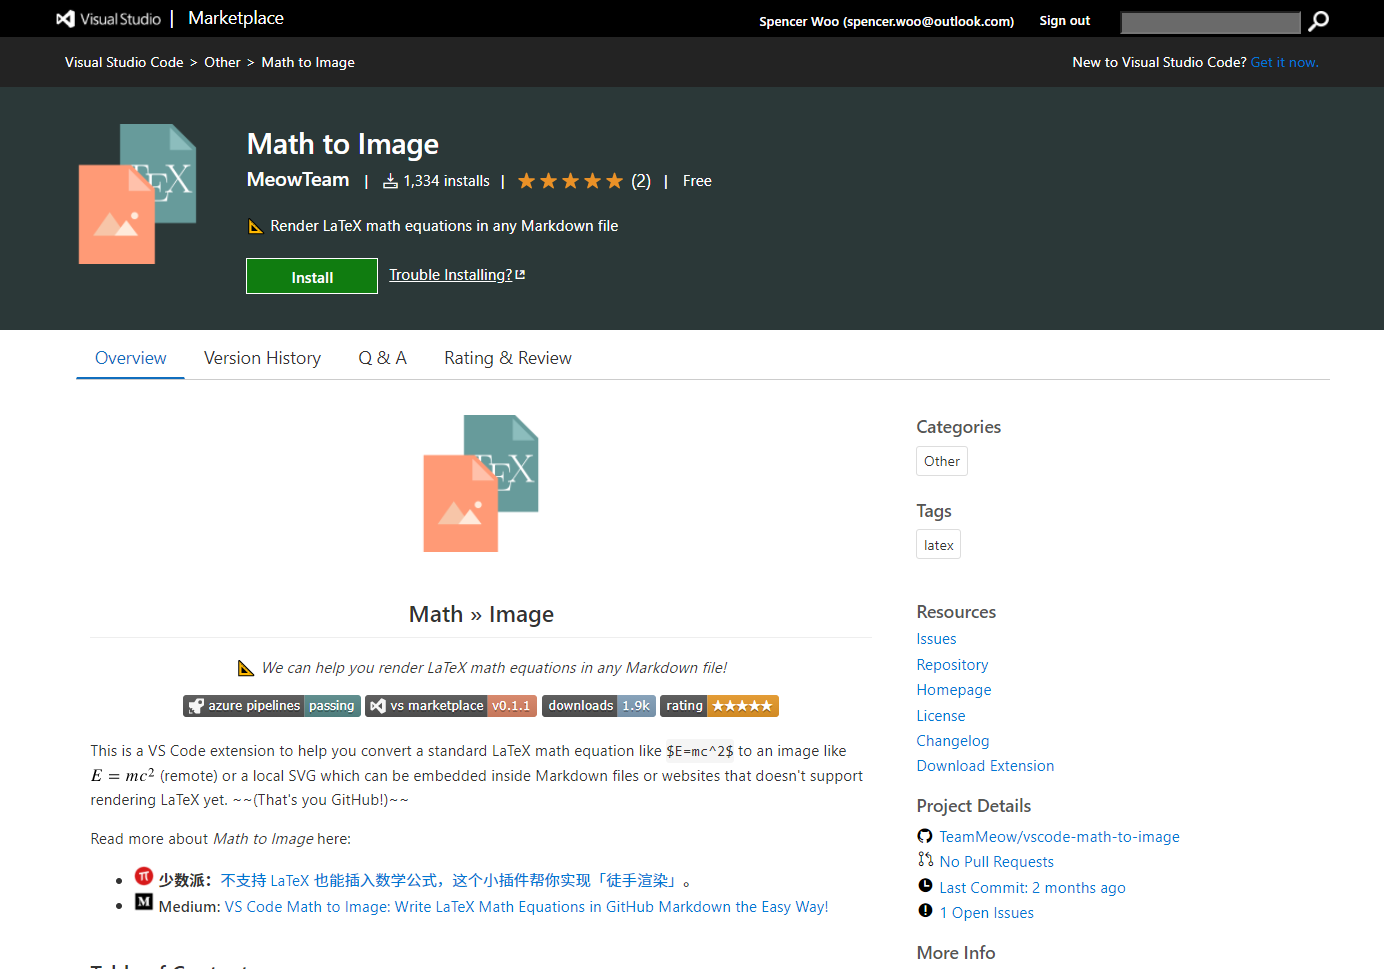 Visual Studio | Marketplace
Spencer Woo (spencer.woo@outlook.com) Sign out
Visual Studio Code > Other > Math to Image
New to Visual Studio Code? Get it now.
TEX
Math to Image
MeowTeam | 1,334 installs | ★★★★★ (2) | Free
📐 Render LaTeX math equations in any Markdown file
Install
Trouble Installing?
Overview
Version History
Q & A
Rating & Review
TEX
Math » Image
📐 We can help you render LaTeX math equations in any Markdown file!
azure pipelines passing vs marketplace v0.1.1 downloads 1.9k rating ★★★★★
This is a VS Code extension to help you convert a standard LaTeX math equation like $E=mc^2$ to an image like
E = mc² (remote) or a local SVG which can be embedded inside Markdown files or websites that doesn't support
rendering LaTeX yet. ~~(That's you GitHub!)~~
Read more about Math to Image here:
• π 少数派：不支持 LaTeX 也能插入数学公式，这个小插件帮你实现「徒手渲染」。
• M Medium: VS Code Math to Image: Write LaTeX Math Equations in GitHub Markdown the Easy Way!
Categories
Other
Tags
latex
Resources
Issues
Repository
Homepage
License
Changelog
Download Extension
Project Details
TeamMeow/vscode-math-to-image
No Pull Requests
Last Commit: 2 months ago
1 Open Issues
More Info